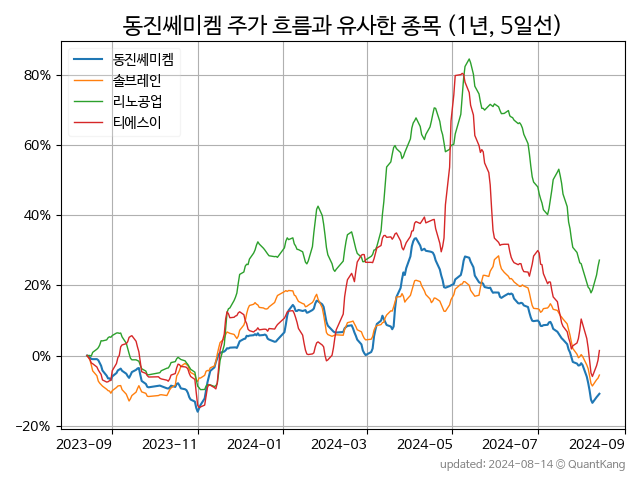 동진쎄미켐 주가 흐름과 유사한 종목 (1년, 5일선)
동진쎄미켐
솔브레인
리노공업
티에스이
80%
60%
40%
20%
0%
−20%
2023-09 2023-11 2024-01 2024-03 2024-05 2024-07 2024-09
updated: 2024-08-14 © QuantKang